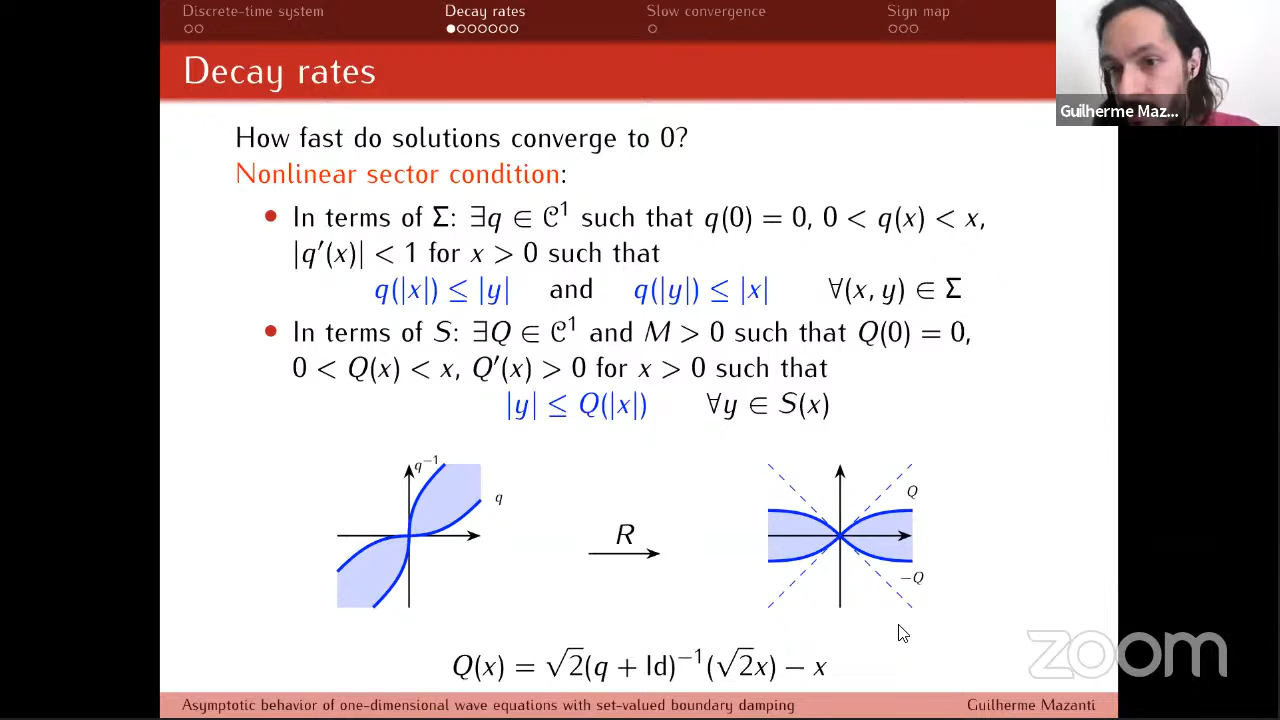 Discrete-time system Decay rates Slow convergence Sign map
Decay rates
Guilherme Maz...
How fast do solutions converge to 0?
Nonlinear sector condition:
• In terms of Σ: ∃q ∈ 𝒞¹ such that q(0) = 0, 0 < q(x) < x,
|q′(x)| < 1 for x > 0 such that
q(|x|) ≤ |y| and q(|y|) ≤ |x| ∀(x, y) ∈ Σ
• In terms of S: ∃Q ∈ 𝒞¹ and M > 0 such that Q(0) = 0,
0 < Q(x) < x, Q′(x) > 0 for x > 0 such that
|y| ≤ Q(|x|) ∀y ∈ S(x)
q⁻¹
q
R
Q
−Q
Q(x) = √2(q + Id)⁻¹(√2x) − x
zoom
Asymptotic behavior of one-dimensional wave equations with set-valued boundary damping Guilherme Mazanti